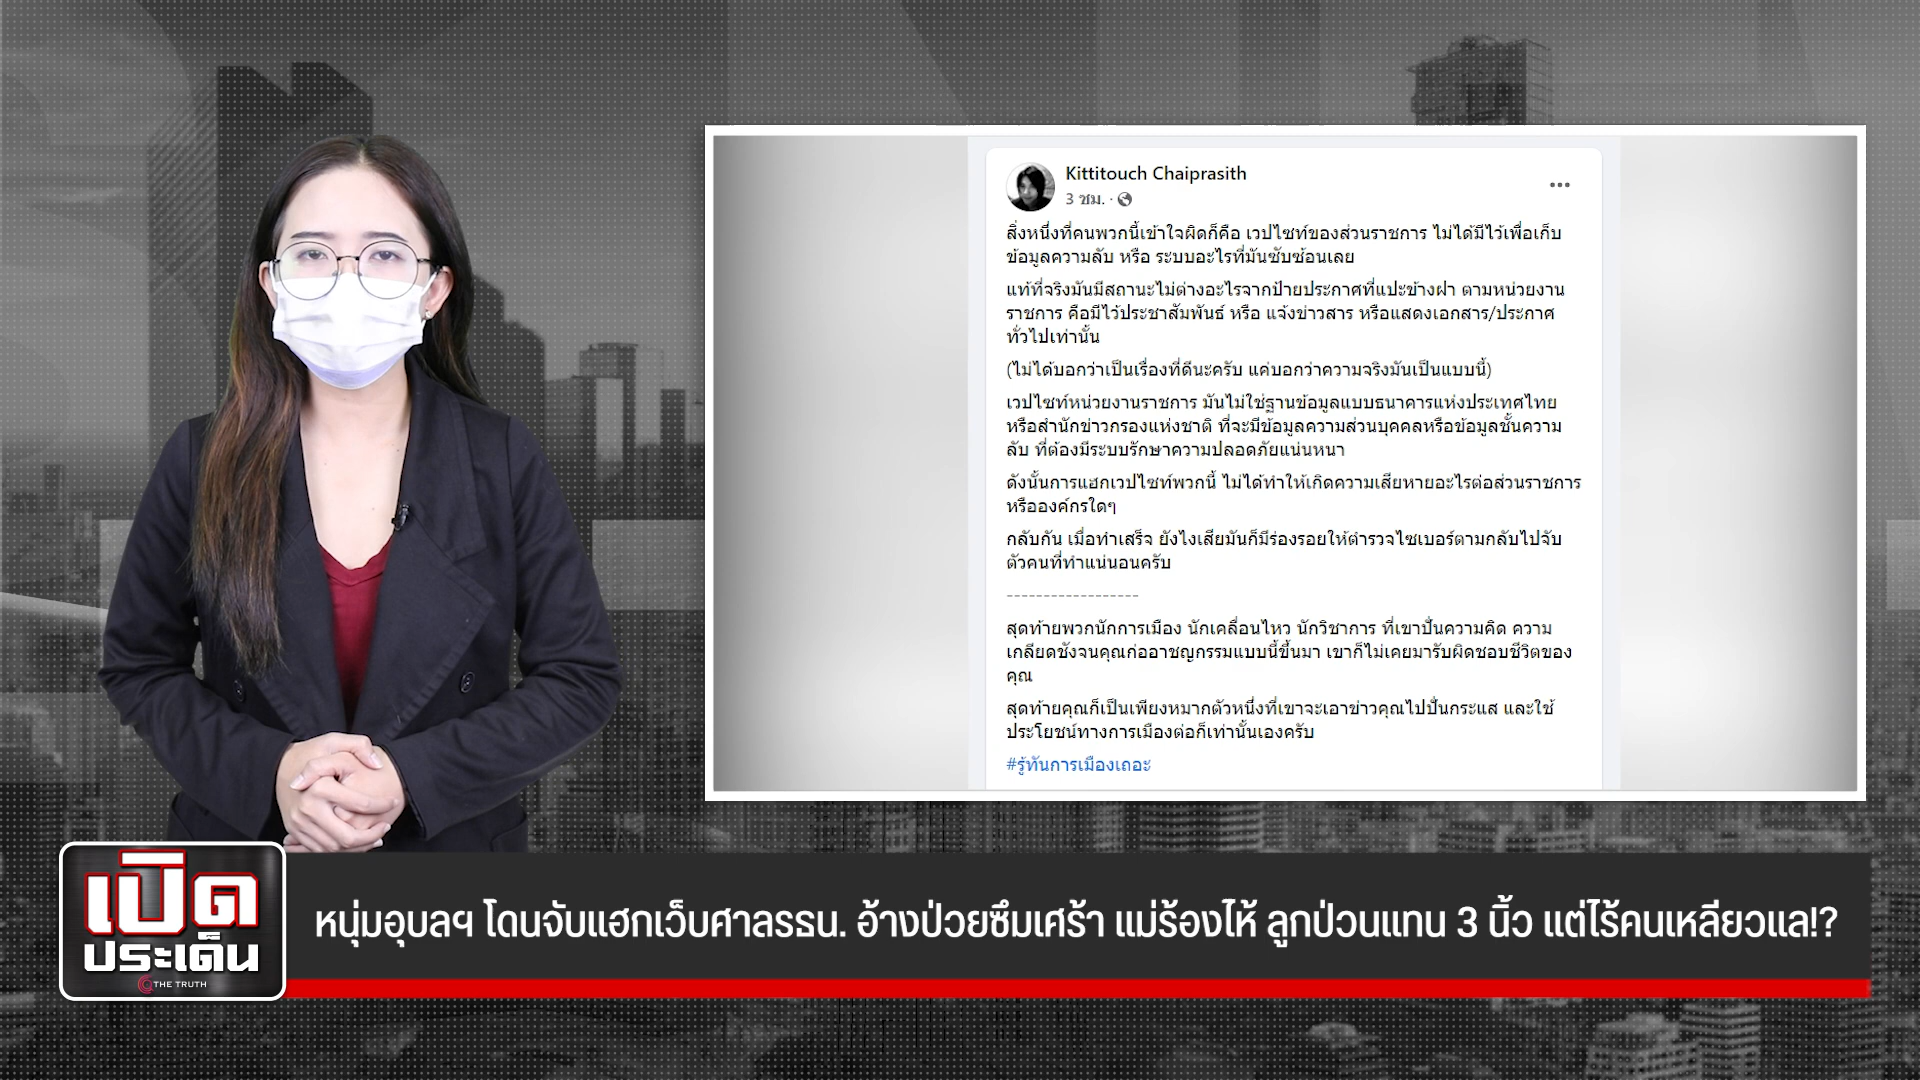 Kittitouch Chaiprasith
3 ชม. ·
สิ่งหนึ่งที่คนพวกนี้เข้าใจผิดก็คือ เวปไซท์ของส่วนราชการ ไม่ได้มีไว้เพื่อเก็บ
ข้อมูลความลับ หรือ ระบบอะไรที่มันซับซ้อนเลย
แท้ที่จริงมันมีสถานะไม่ต่างอะไรจากป้ายประกาศที่แปะข้างฝา ตามหน่วยงาน
ราชการ คือมีไว้ประชาสัมพันธ์ หรือ แจ้งข่าวสาร หรือแสดงเอกสาร/ประกาศ
ทั่วไปเท่านั้น
(ไม่ได้บอกว่าเป็นเรื่องที่ดีนะครับ แค่บอกว่าความจริงมันเป็นแบบนี้)
เวปไซท์หน่วยงานราชการ มันไม่ใช่ฐานข้อมูลแบบธนาคารแห่งประเทศไทย
หรือสำนักข่าวกรองแห่งชาติ ที่จะมีข้อมูลความส่วนบุคคลหรือข้อมูลชั้นความ
ลับ ที่ต้องมีระบบรักษาความปลอดภัยแน่นหนา
ดังนั้นการแฮกเวปไซท์พวกนี้ ไม่ได้ทำให้เกิดความเสียหายอะไรต่อส่วนราชการ
หรือองค์กรใดๆ
กลับกัน เมื่อทำเสร็จ ยังไงเสียมันก็มีร่องรอยให้ตำรวจไซเบอร์ตามกลับไปจับ
ตัวคนที่ทำแน่นอนครับ
------------------
สุดท้ายพวกนักการเมือง นักเคลื่อนไหว นักวิชาการ ที่เขาปั่นความคิด ความ
เกลียดชังจนคุณก่ออาชญกรรมแบบนี้ขึ้นมา เขาก็ไม่เคยมารับผิดชอบชีวิตของ
คุณ
สุดท้ายคุณก็เป็นเพียงหมากตัวหนึ่งที่เขาจะเอาข่าวคุณไปปั่นกระแส และใช้
ประโยชน์ทางการเมืองต่อก็เท่านั้นเองครับ
#รู้ทันการเมืองเถอะ
เปิด
ประเด็น
THE TRUTH
หนุ่มอุบลฯ โดนจับแฮกเว็บศาลรธน. อ้างป่วยซึมเศร้า แม่ร้องไห้ ลูกป่วนแทน 3 นิ้ว แต่ไร้คนเหลียวแล!?